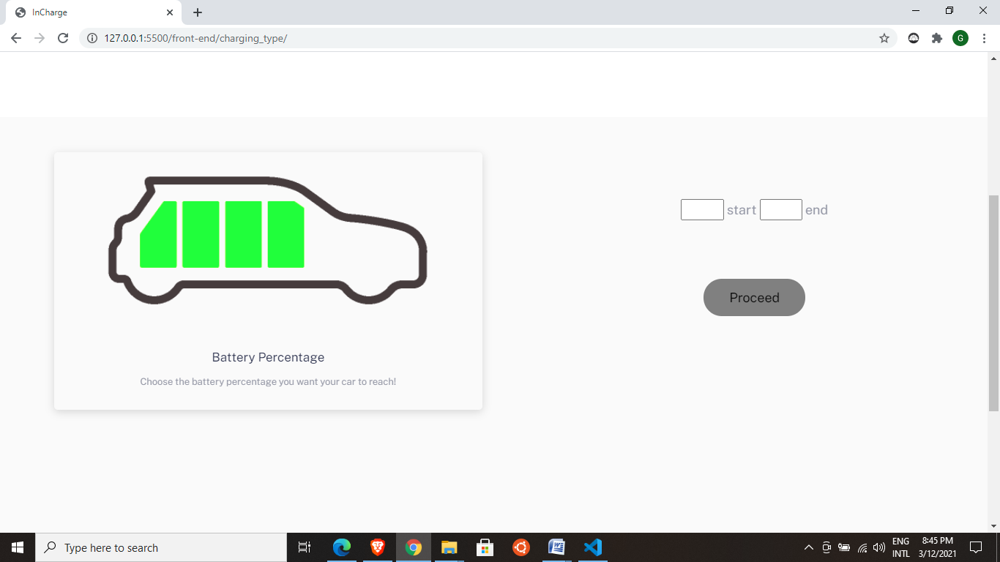 InCharge
127.0.0.1:5500/front-end/charging_type/
G
start end
Proceed
Battery Percentage
Choose the battery percentage you want your car to reach!
Type here to search
W
ENG
INTL
8:45 PM
3/12/2021